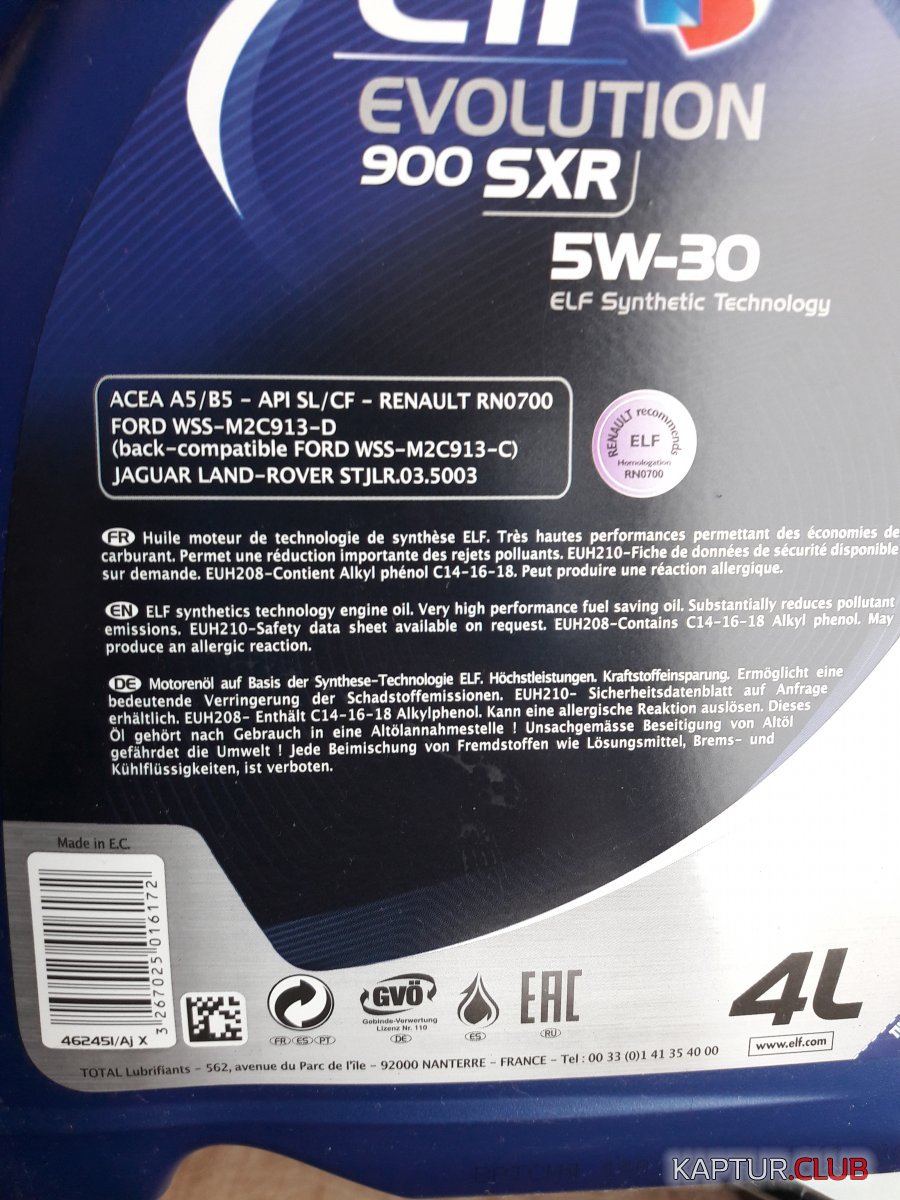 elf
EVOLUTION
900 SXR
5W-30
ELF Synthetic Technology
ACEA A5/B5 - API SL/CF - RENAULT RN0700
FORD WSS-M2C913-D
(back-compatible FORD WSS-M2C913-C)
JAGUAR LAND-ROVER STJLR.03.5003
RENAULT recommends
ELF
Homologation
RN0700
FR Huile moteur de technologie de synthèse ELF. Très hautes performances permettant des économies de
carburant. Permet une réduction importante des rejets polluants. EUH210-Fiche de données de sécurité disponible
sur demande. EUH208-Contient Alkyl phénol C14-16-18. Peut produire une réaction allergique.
EN ELF synthetics technology engine oil. Very high performance fuel saving oil. Substantially reduces pollutant
emissions. EUH210-Safety data sheet available on request. EUH208-Contains C14-16-18 Alkyl phenol. May
produce an allergic reaction.
DE Motorenöl auf Basis der Synthese-Technologie ELF. Höchstleistungen. Kraftstoffeinsparung. Ermöglicht eine
bedeutende Verringerung der Schadstoffemissionen. EUH210- Sicherheitsdatenblatt auf Anfrage
erhältlich. EUH208- Enthält C14-16-18 Alkylphenol. Kann eine allergische Reaktion auslösen. Dieses
Öl gehört nach Gebrauch in eine Altölannahmestelle ! Unsachgemässe Beseitigung von Altöl
gefährdet die Umwelt ! Jede Beimischung von Fremdstoffen wie Lösungsmittel, Brems- und
Kühlflüssigkeiten, ist verboten.
Made in E.C.
3 267025 016172
46245I/AJ X
FR ES PT
GVÖ
Gebinde-Verwertung
Lizenz Nr. 110
DE
ES
EAC
RU
4L
www.elf.com
TOTAL Lubrifiants - 562, avenue du Parc de l'île - 92000 NANTERRE - FRANCE - Tel : 00 33 (0)1 41 35 40 00
KAPTUR.CLUB